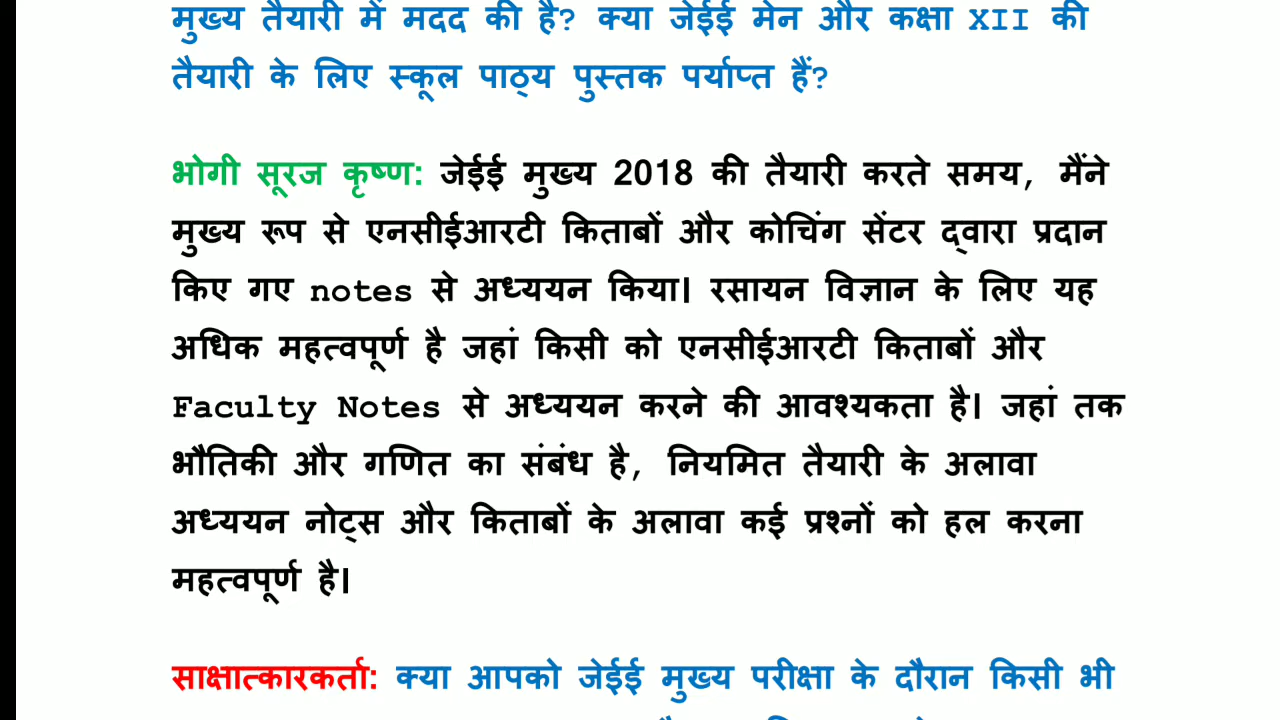 मुख्य तैयारी में मदद की है? क्या जेईई मेन और कक्षा XII की
तैयारी के लिए स्कूल पाठ्य पुस्तक पर्याप्त हैं?
भोगी सूरज कृष्ण: जेईई मुख्य 2018 की तैयारी करते समय, मैंने
मुख्य रूप से एनसीईआरटी किताबों और कोचिंग सेंटर द्वारा प्रदान
किए गए notes से अध्ययन किया। रसायन विज्ञान के लिए यह
अधिक महत्वपूर्ण है जहां किसी को एनसीईआरटी किताबों और
Faculty Notes से अध्ययन करने की आवश्यकता है। जहां तक
भौतिकी और गणित का संबंध है, नियमित तैयारी के अलावा
अध्ययन नोट्स और किताबों के अलावा कई प्रश्नों को हल करना
महत्वपूर्ण है।
साक्षात्कारकर्ता: क्या आपको जेईई मुख्य परीक्षा के दौरान किसी भी